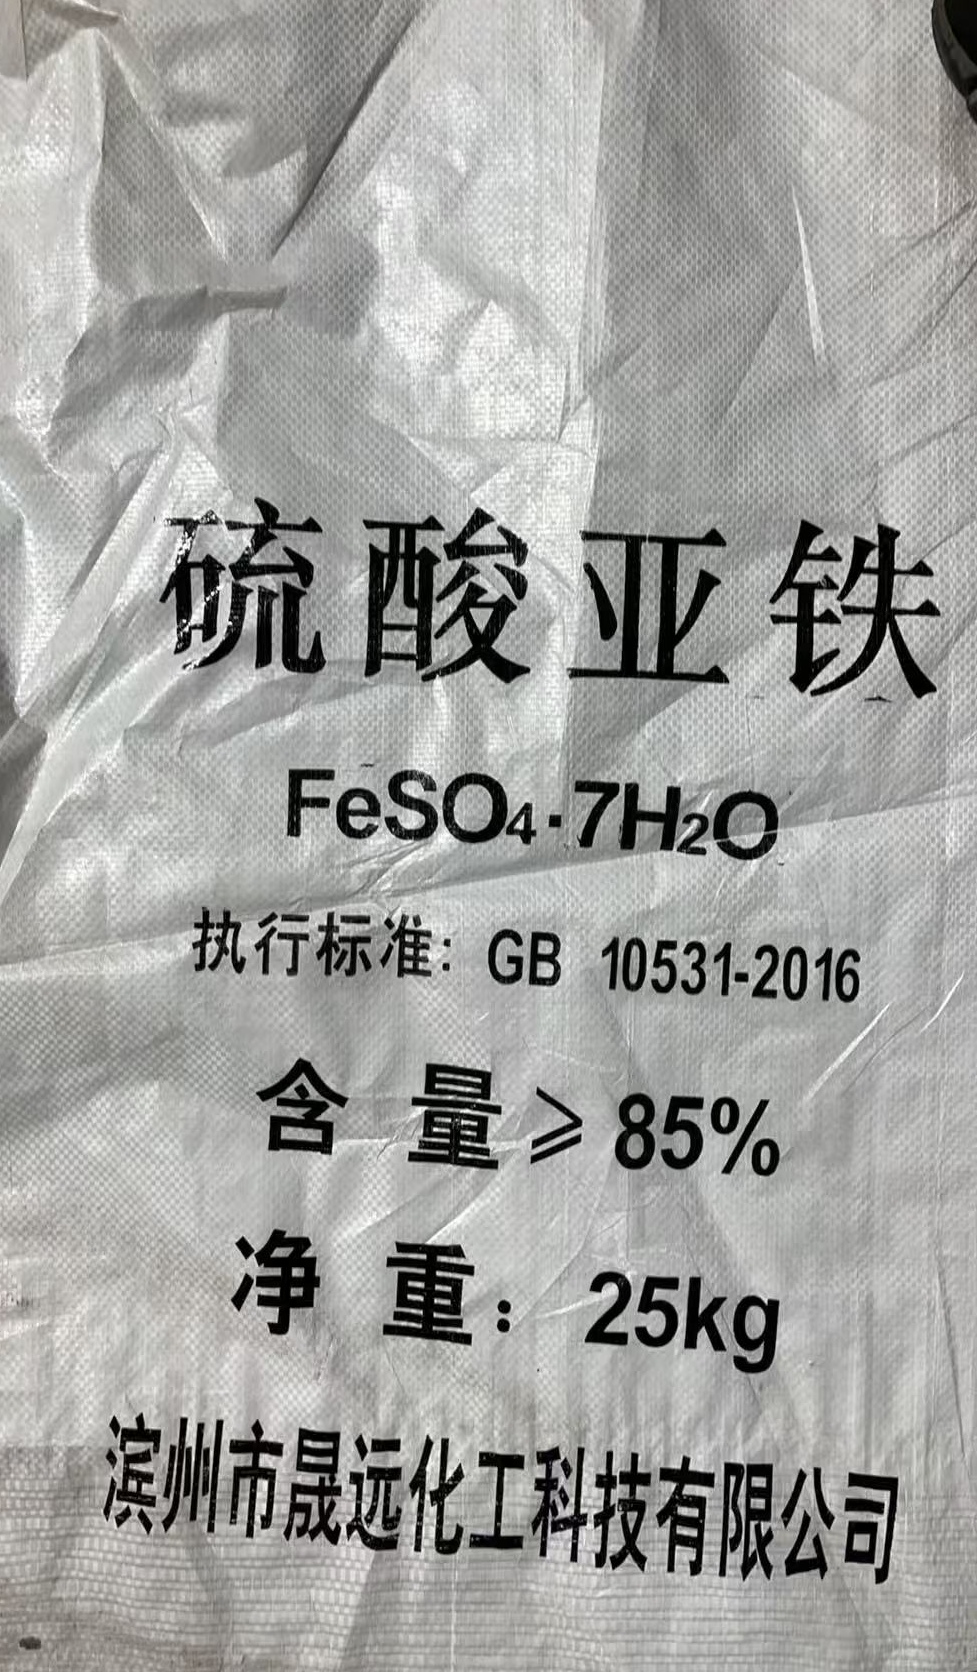 硫酸亚铁
FeSO₄·7H₂O
执行标准: GB 10531-2016
含 量⩾85%
净 重：25kg
滨州市晟远化工科技有限公司